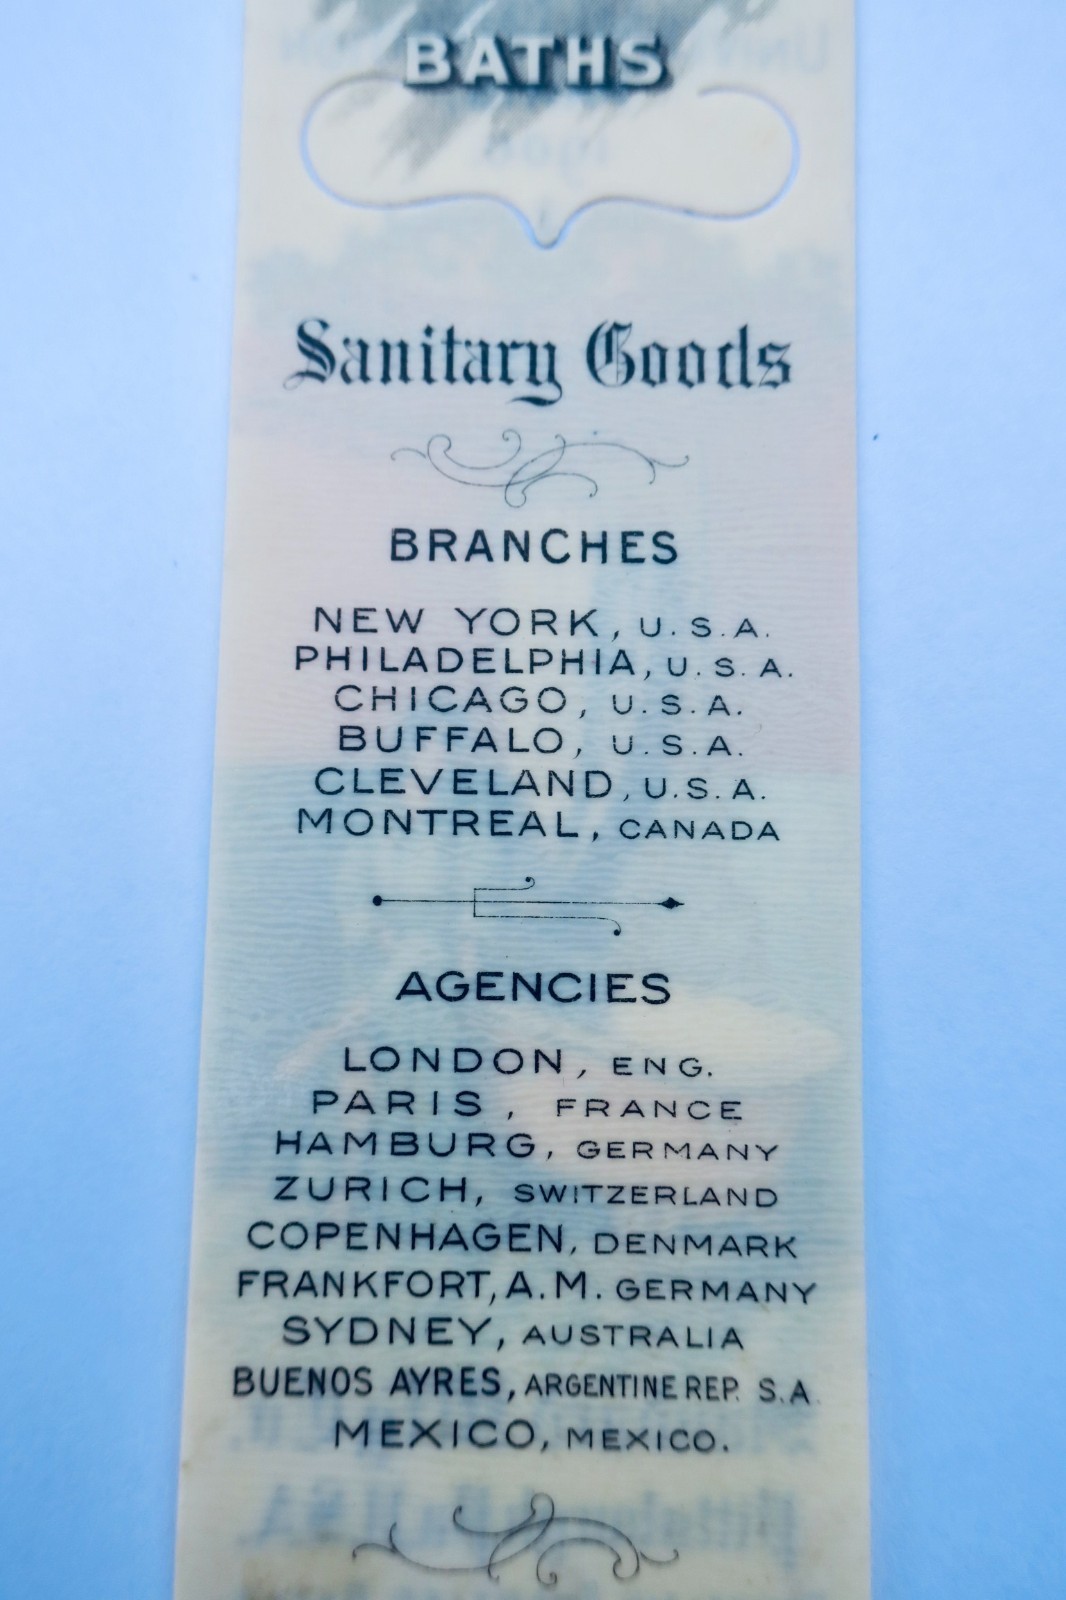 BATHS
Sanitary Goods
BRANCHES
NEW YORK, U.S.A.
PHILADELPHIA, U.S.A.
CHICAGO, U.S.A.
BUFFALO, U.S.A.
CLEVELAND, U.S.A.
MONTREAL, CANADA
AGENCIES
LONDON, ENG.
PARIS, FRANCE
HAMBURG, GERMANY
ZURICH, SWITZERLAND
COPENHAGEN, DENMARK
FRANKFORT, A.M. GERMANY
SYDNEY, AUSTRALIA
BUENOS AYRES, ARGENTINE REP. S.A.
MEXICO, MEXICO.